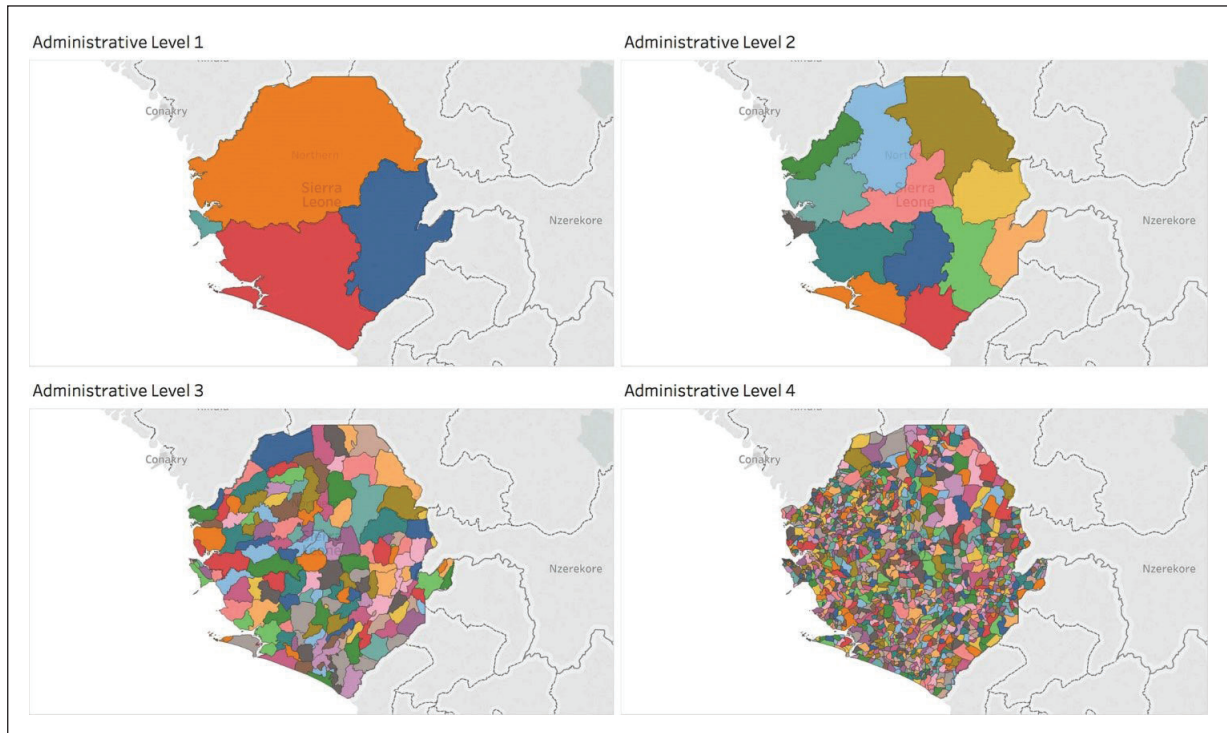 Administrative Level 1
Administrative Level 2
Conakry
Northern
Sierra
Leone
Nzerekore
Conakry
Sierra
Leone
Nzerekore
Administrative Level 3
Administrative Level 4
Conakry
Nzerekore
Conakry
Nzerekore